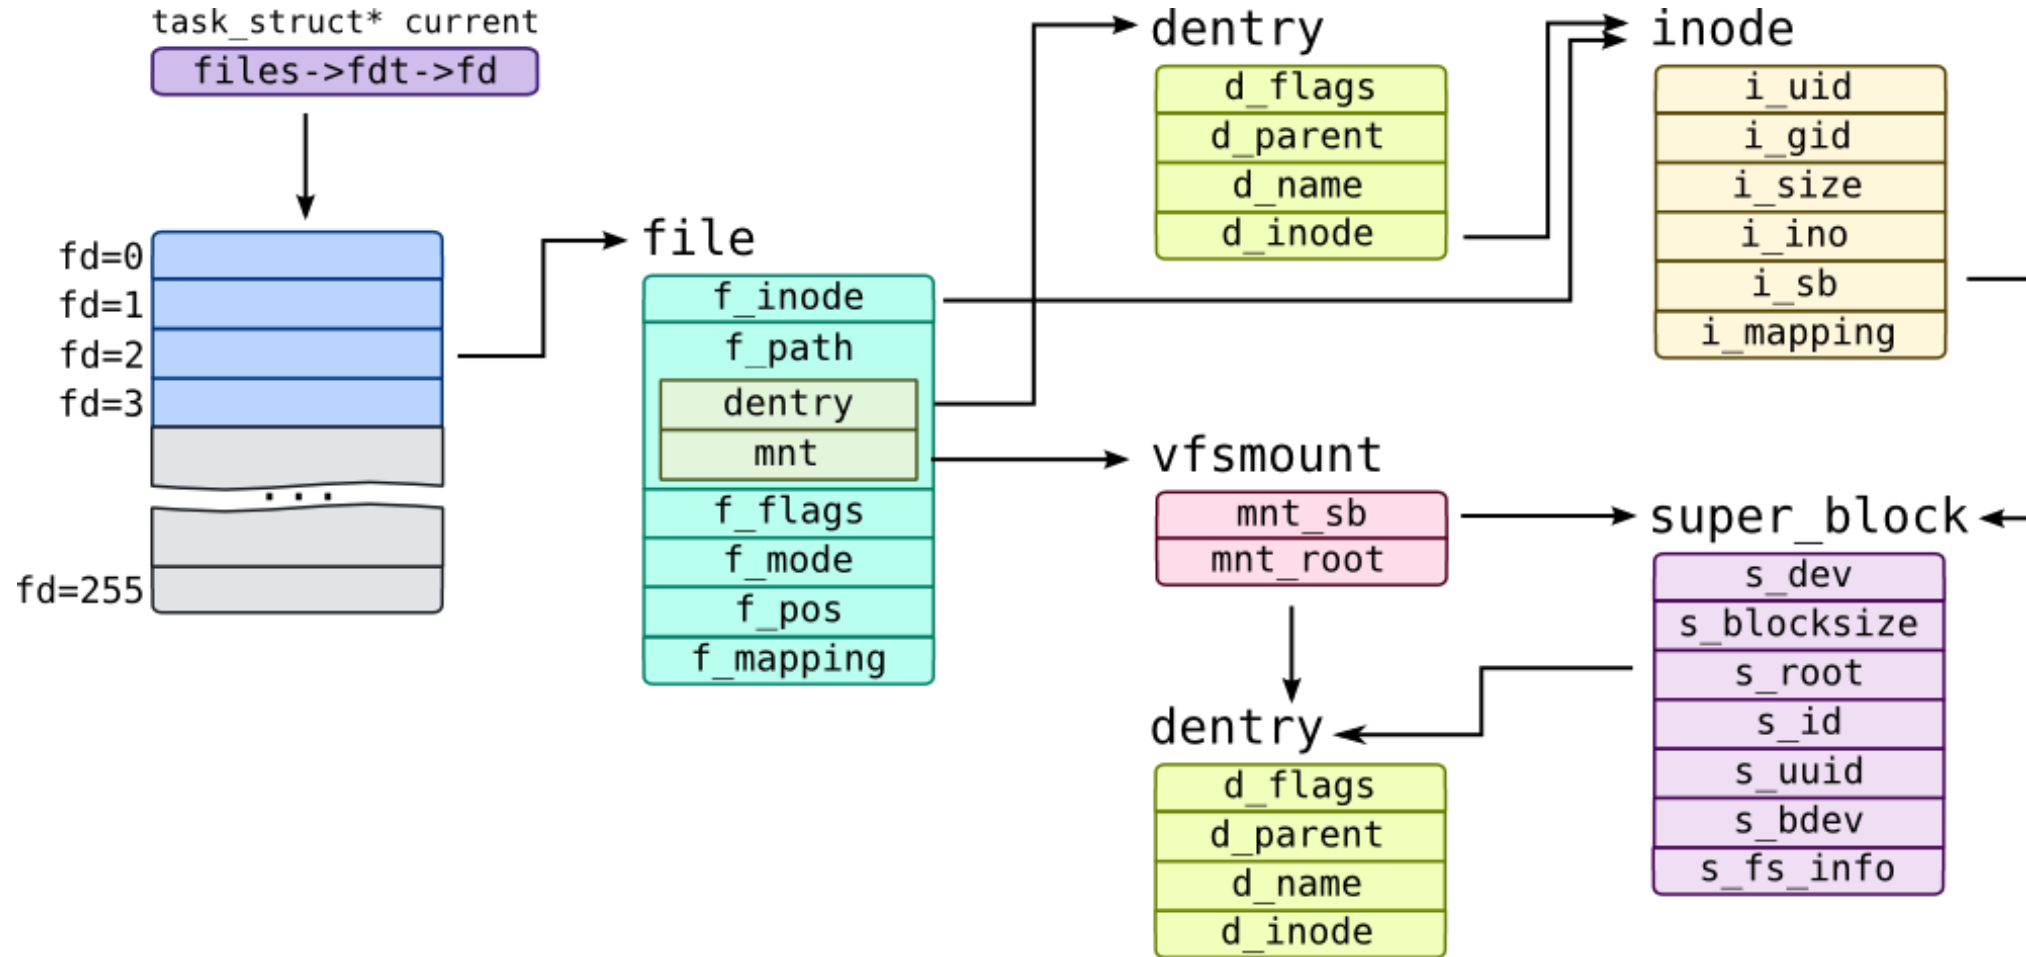 task_struct* current
files->fdt->fd
fd=0
fd=1
fd=2
fd=3
...
fd=255
file
f_inode
f_path
dentry
mnt
f_flags
f_mode
f_pos
f_mapping
dentry
d_flags
d_parent
d_name
d_inode
vfsmount
mnt_sb
mnt_root
dentry
d_flags
d_parent
d_name
d_inode
inode
i_uid
i_gid
i_size
i_ino
i_sb
i_mapping
super_block
s_dev
s_blocksize
s_root
s_id
s_uuid
s_bdev
s_fs_info